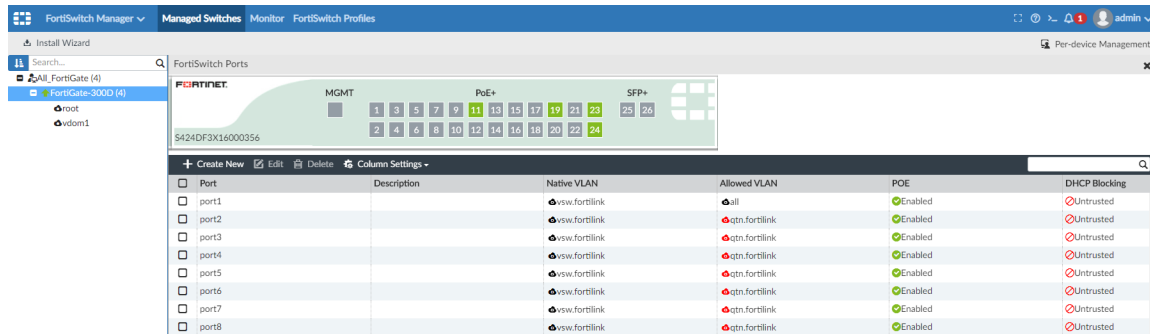 FortiSwitch Manager Managed Switches Monitor FortiSwitch Profiles 1 admin
Install Wizard Per-device Management
Search... FortiSwitch Ports
All_FortiGate (4)
FortiGate-300D (4)
root
vdom1
FORTINET
MGMT PoE+ SFP+
1 3 5 7 9 11 13 15 17 19 21 23 25 26
2 4 6 8 10 12 14 16 18 20 22 24
S424DF3X16000356
Create New Edit Delete Column Settings
Port Description Native VLAN Allowed VLAN POE DHCP Blocking
port1 vsw.fortilink all Enabled Untrusted
port2 vsw.fortilink qtn.fortilink Enabled Untrusted
port3 vsw.fortilink qtn.fortilink Enabled Untrusted
port4 vsw.fortilink qtn.fortilink Enabled Untrusted
port5 vsw.fortilink qtn.fortilink Enabled Untrusted
port6 vsw.fortilink qtn.fortilink Enabled Untrusted
port7 vsw.fortilink qtn.fortilink Enabled Untrusted
port8 vsw.fortilink qtn.fortilink Enabled Untrusted